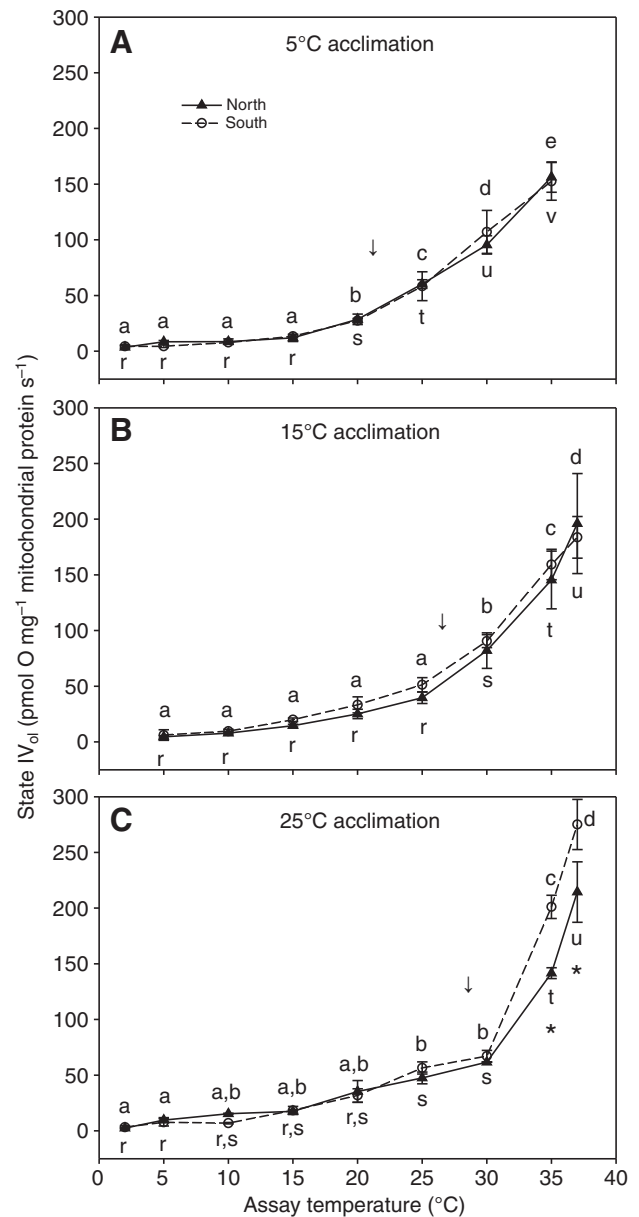 State IVol (pmol O mg–1 mitochondrial protein s–1)
300
250
200
150
100
50
0
A
5°C acclimation
North
South
↓
a a a a b c d e
r r r r s t u v
300
250
200
150
100
50
0
B
15°C acclimation
↓
a a a a a b c d
r r r r r s t u
300
250
200
150
100
50
0
C
25°C acclimation
↓
a a a,b a,b a,b b b c d
r r r,s r,s r,s s s t u
* *
0 5 10 15 20 25 30 35 40
Assay temperature (°C)